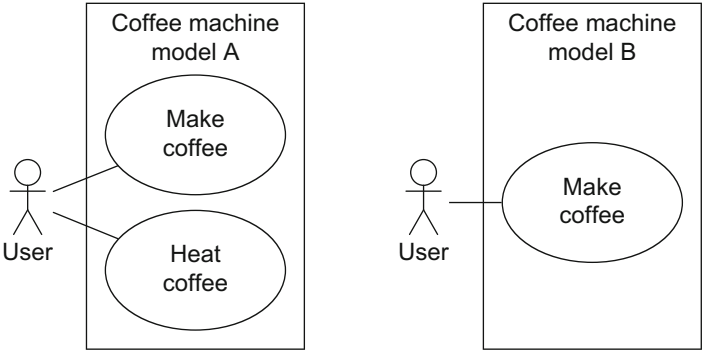 Coffee machine
model A
Make
coffee
Heat
coffee
User
Coffee machine
model B
Make
coffee
User